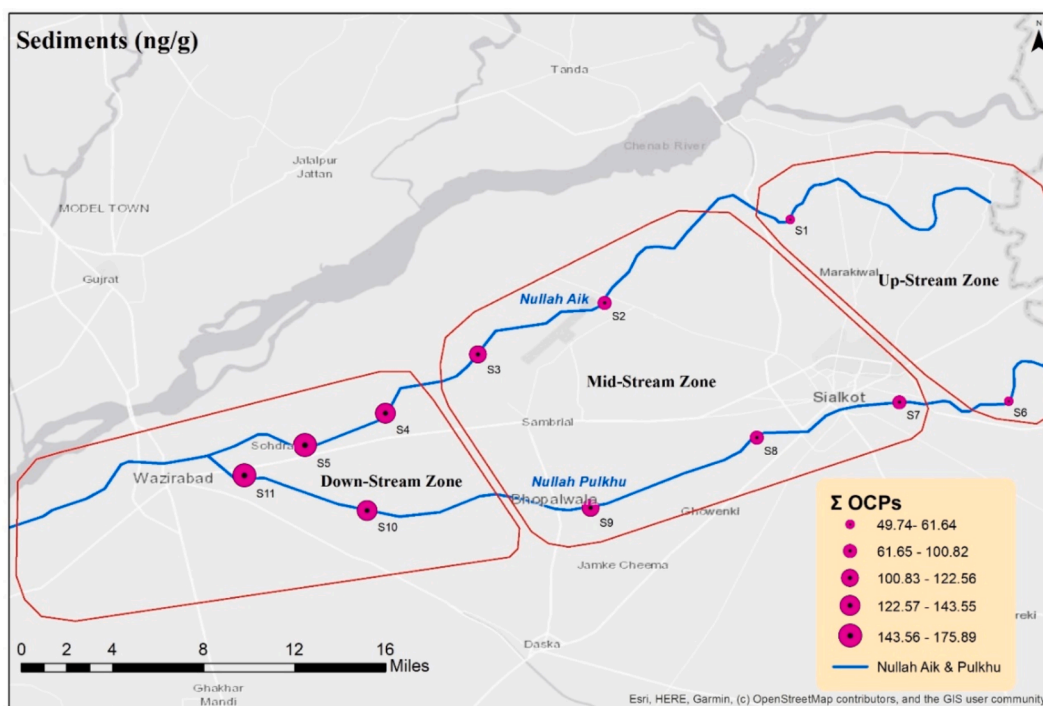 Sediments (ng/g)
N
Tanda
Chenab River
Jalalpur
Jattan
MODEL TOWN
S1
Marakiwal
Gujrat
Up-Stream Zone
Nullah Aik
S2
S3
Mid-Stream Zone
Sialkot
S6
S7
S4
Sambrial
S8
Sohdra
S5
Wazirabad
Down-Stream Zone
Nullah Pulkhu
S11
Bhopalwala
S10
S9
Ghowenki
Σ OCPs
49.74- 61.64
61.65 - 100.82
100.83 - 122.56
122.57 - 143.55
143.56 - 175.89
Nullah Aik & Pulkhu
Jamke Cheema
reki
Daska
0 2 4 8 12 16
Miles
Ghakhar
Mandi
Esri, HERE, Garmin, (c) OpenStreetMap contributors, and the GIS user community